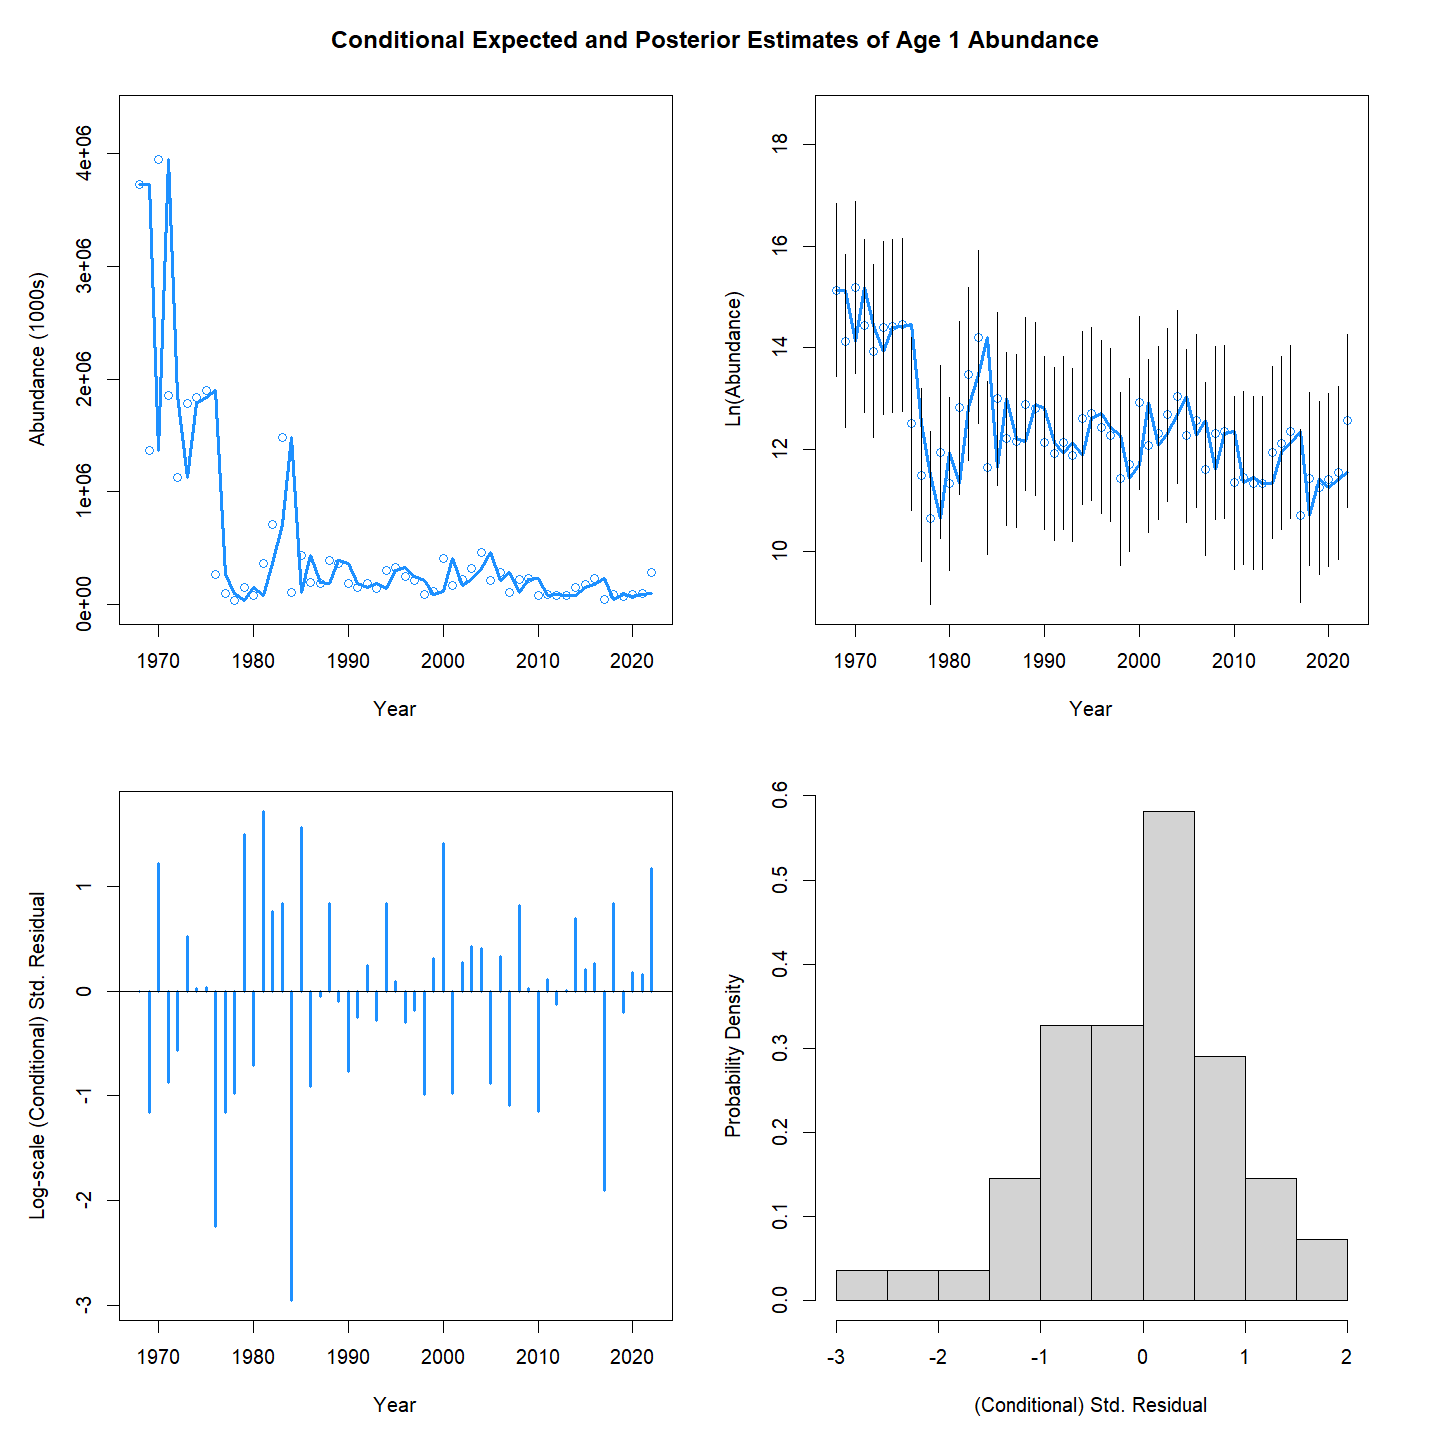 Conditional Expected and Posterior Estimates of Age 1 Abundance
Abundance (1000s)
4e+06
3e+06
2e+06
1e+06
0e+00
1970 1980 1990 2000 2010 2020
Year
Ln(Abundance)
18
16
14
12
10
1970 1980 1990 2000 2010 2020
Year
Log-scale (Conditional) Std. Residual
1
0
-1
-2
-3
1970 1980 1990 2000 2010 2020
Year
Probability Density
0.6
0.5
0.4
0.3
0.2
0.1
0.0
-3 -2 -1 0 1 2
(Conditional) Std. Residual